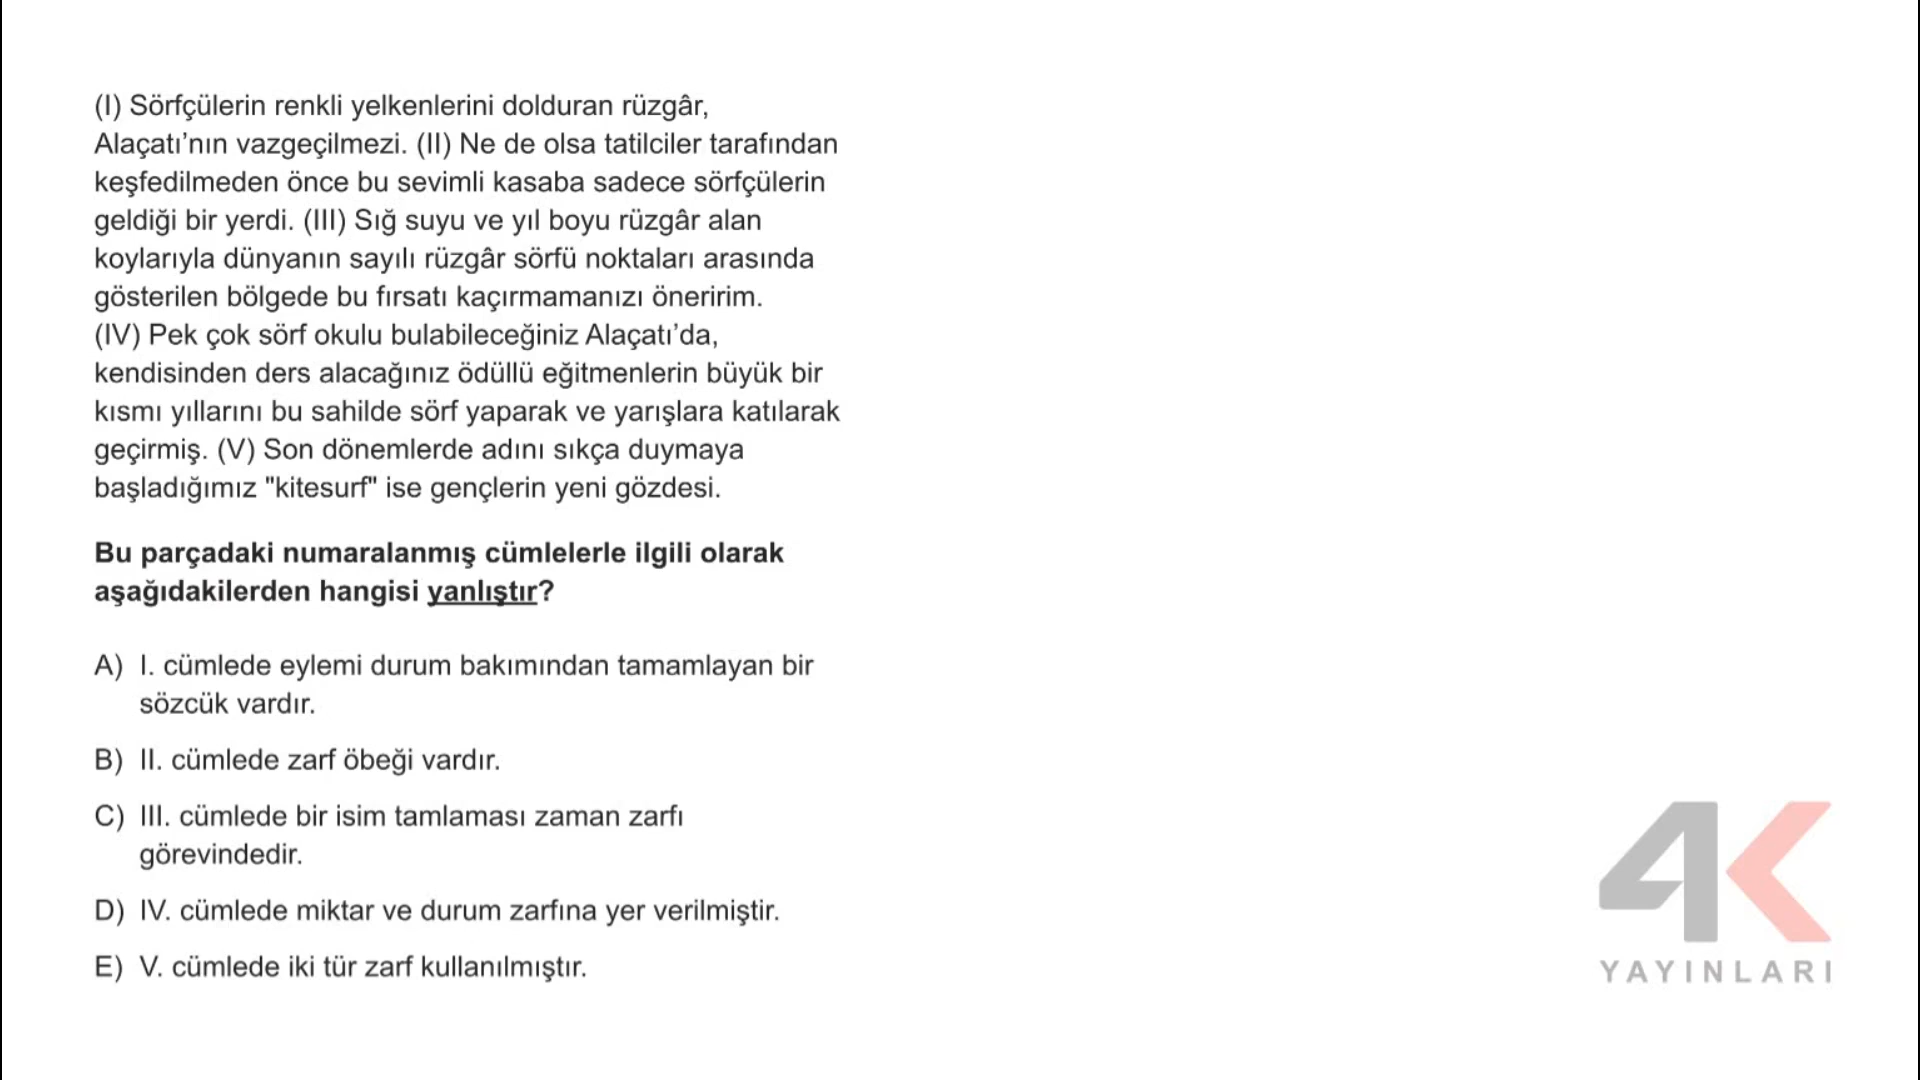 (I) Sörfçülerin renkli yelkenlerini dolduran rüzgâr,
Alaçatı’nın vazgeçilmezi. (II) Ne de olsa tatilciler tarafından
keşfedilmeden önce bu sevimli kasaba sadece sörfçülerin
geldiği bir yerdi. (III) Sığ suyu ve yıl boyu rüzgâr alan
koylarıyla dünyanın sayılı rüzgâr sörfü noktaları arasında
gösterilen bölgede bu fırsatı kaçırmamanızı öneririm.
(IV) Pek çok sörf okulu bulabileceğiniz Alaçatı’da,
kendisinden ders alacağınız ödüllü eğitmenlerin büyük bir
kısmı yıllarını bu sahilde sörf yaparak ve yarışlara katılarak
geçirmiş. (V) Son dönemlerde adını sıkça duymaya
başladığımız "kitesurf" ise gençlerin yeni gözdesi.
Bu parçadaki numaralanmış cümlelerle ilgili olarak
aşağıdakilerden hangisi yanlıştır?
A) I. cümlede eylemi durum bakımından tamamlayan bir
sözcük vardır.
B) II. cümlede zarf öbeği vardır.
C) III. cümlede bir isim tamlaması zaman zarfı
görevindedir.
D) IV. cümlede miktar ve durum zarfına yer verilmiştir.
E) V. cümlede iki tür zarf kullanılmıştır.
4K
YAYINLARI